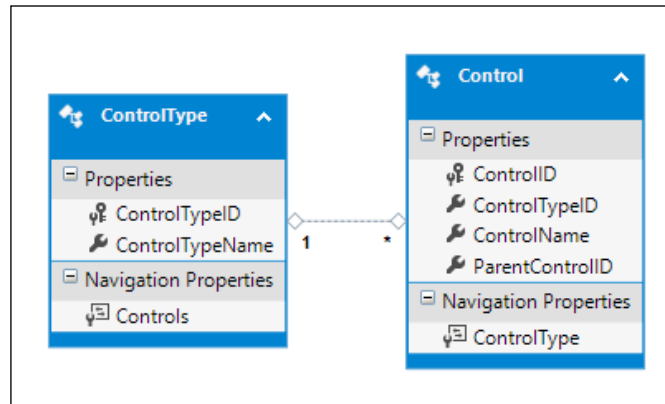 ControlType
Properties
ControlTypeID
ControlTypeName
Navigation Properties
Controls
1
*
Control
Properties
ControlID
ControlTypeID
ControlName
ParentControlID
Navigation Properties
ControlType